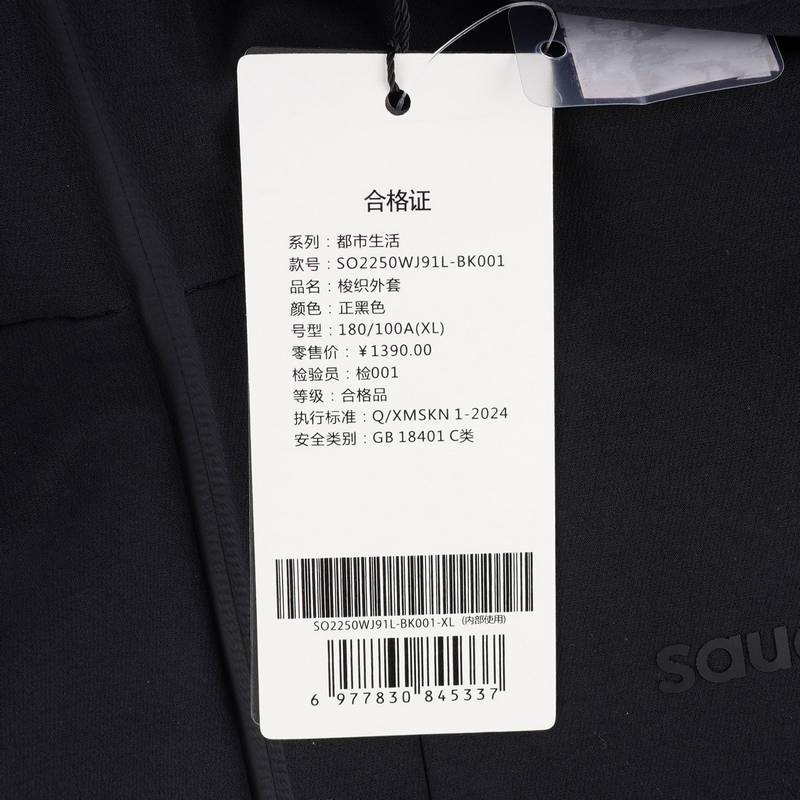 合格证
系列：都市生活
款号：SO2250WJ91L-BK001
品名：梭织外套
颜色：正黑色
号型：180/100A(XL)
零售价：￥1390.00
检验员：检001
等级：合格品
执行标准：Q/XMSKN 1-2024
安全类别：GB 18401 C类
SO2250WJ91L-BK001-XL (内部使用)
6 977830 845337
sauc